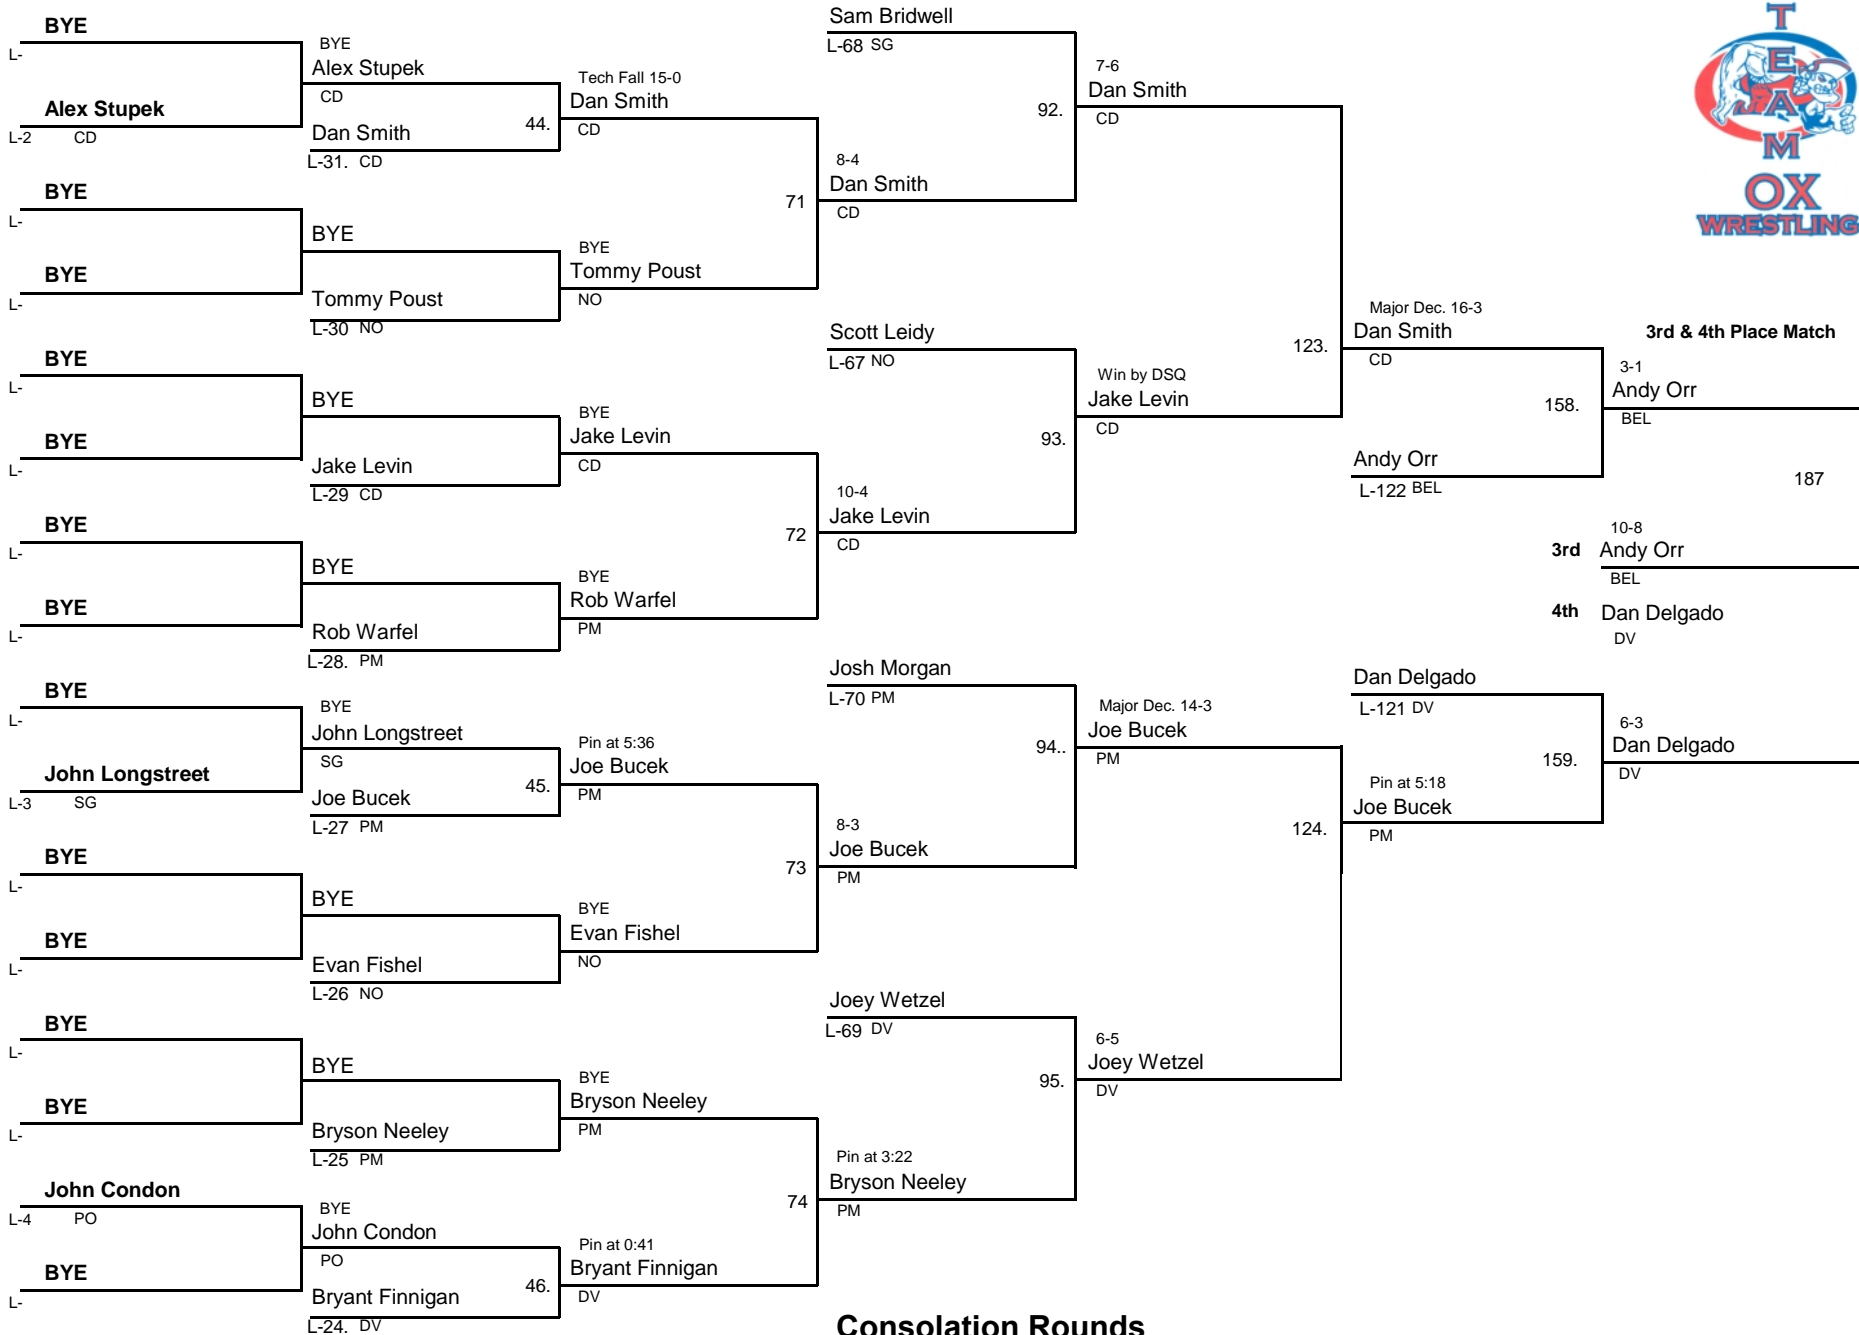 BYE
L-
Alex Stupek
L-2 CD
BYE
L-
BYE
L-
BYE
L-
BYE
L-
BYE
L-
BYE
L-
BYE
L-
John Longstreet
L-3 SG
BYE
L-
BYE
L-
BYE
L-
BYE
L-
John Condon
L-4 PO
BYE
L-
BYE
Alex Stupek
CD
44.
Dan Smith
L-31. CD
BYE
Tommy Poust
L-30 NO
BYE
Jake Levin
L-29 CD
BYE
Rob Warfel
L-28. PM
BYE
John Longstreet
SG
45.
Joe Bucek
L-27 PM
BYE
Evan Fishel
L-26 NO
BYE
Bryson Neeley
L-25 PM
BYE
John Condon
PO
46.
Bryant Finnigan
L-24. DV
Tech Fall 15-0
Dan Smith
CD
71
BYE
Tommy Poust
NO
BYE
Jake Levin
CD
72
BYE
Rob Warfel
PM
Pin at 5:36
Joe Bucek
PM
73
BYE
Evan Fishel
NO
BYE
Bryson Neeley
PM
74
Pin at 0:41
Bryant Finnigan
DV
Sam Bridwell
L-68 SG
92.
8-4
Dan Smith
CD
Scott Leidy
L-67 NO
93.
10-4
Jake Levin
CD
Josh Morgan
L-70 PM
94..
8-3
Joe Bucek
PM
Joey Wetzel
L-69 DV
95.
Pin at 3:22
Bryson Neeley
PM
7-6
Dan Smith
CD
123.
Win by DSQ
Jake Levin
CD
Major Dec. 14-3
Joe Bucek
PM
124.
6-5
Joey Wetzel
DV
Major Dec. 16-3
Dan Smith
CD
158.
Andy Orr
L-122 BEL
Dan Delgado
L-121 DV
159.
Pin at 5:18
Joe Bucek
PM
TEAM
OX
WRESTLING
3rd & 4th Place Match
3-1
Andy Orr
BEL
187
10-8
3rd Andy Orr
BEL
4th Dan Delgado
DV
6-3
Dan Delgado
DV
Consolation Rounds